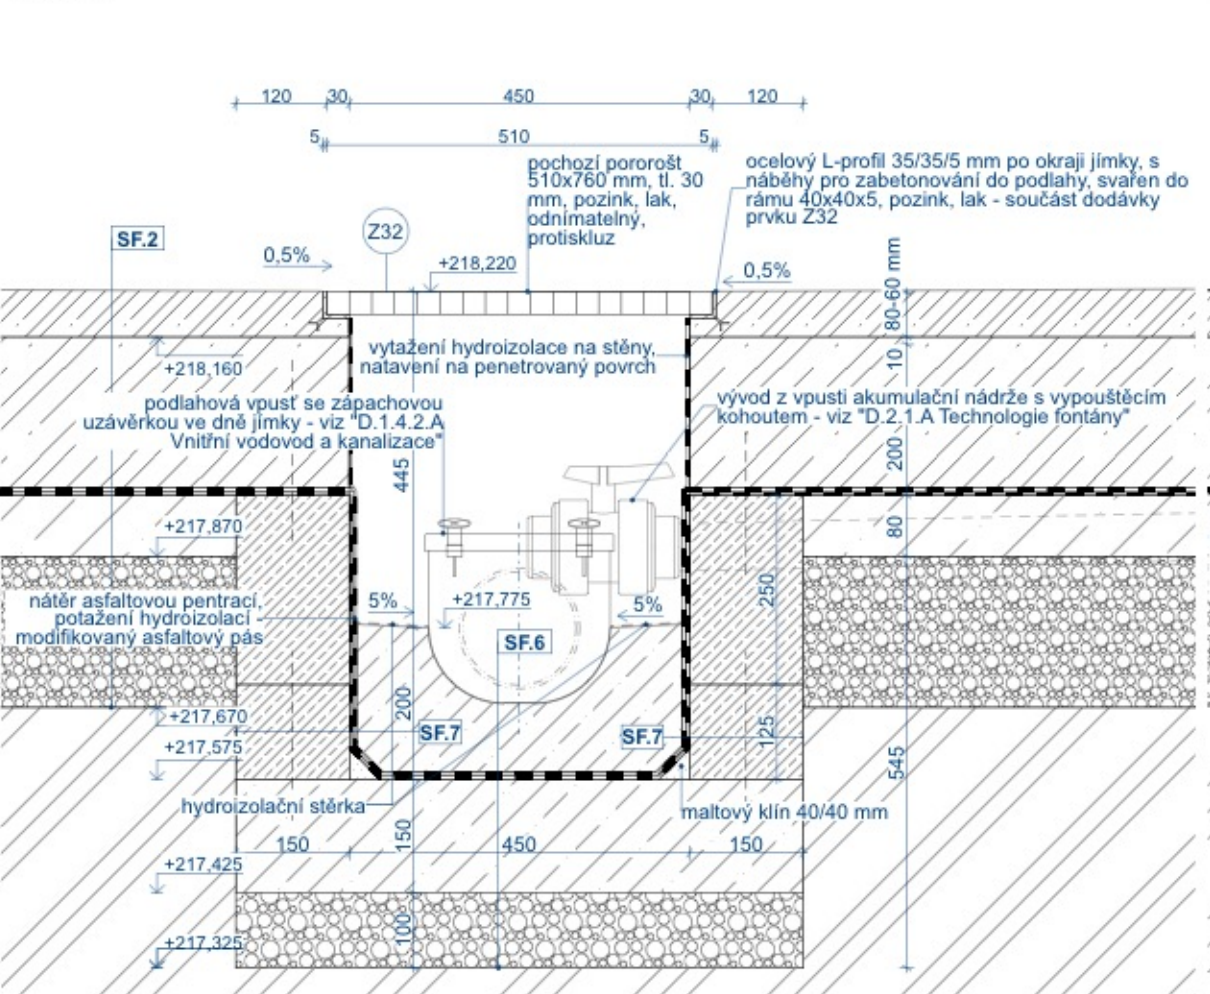 120 30 450 30 120
5 510 5
pochozí pororošt
510x760 mm, tl. 30
mm, pozink, lak,
odnímatelný,
protiskluz
ocelový L-profil 35/35/5 mm po okraji jímky, s
náběhy pro zabetonování do podlahy, svařen do
rámu 40x40x5, pozink, lak - součást dodávky
prvku Z32
SF.2
Z32
0,5%
+218,220
0,5%
80-60 mm
+218,160
vytažení hydroizolace na stěny,
natavení na penetrovaný povrch
10
podlahová vpusť se zápachovou
uzávěrkou ve dně jímky - viz "D.1.4.2.A
Vnitřní vodovod a kanalizace"
vývod z vpusti akumulační nádrže s vypouštěcím
kohoutem - viz "D.2.1.A Technologie fontány"
445
200
+217,870
80
nátěr asfaltovou pentrací,
potažení hydroizolací -
modifikovaný asfaltový pás
5%
+217,775
5%
250
SF.6
200
+217,670
+217,575
SF.7
SF.7
125
545
hydroizolační stěrka
maltový klín 40/40 mm
150
150 450 150
+217,425
100
+217,325